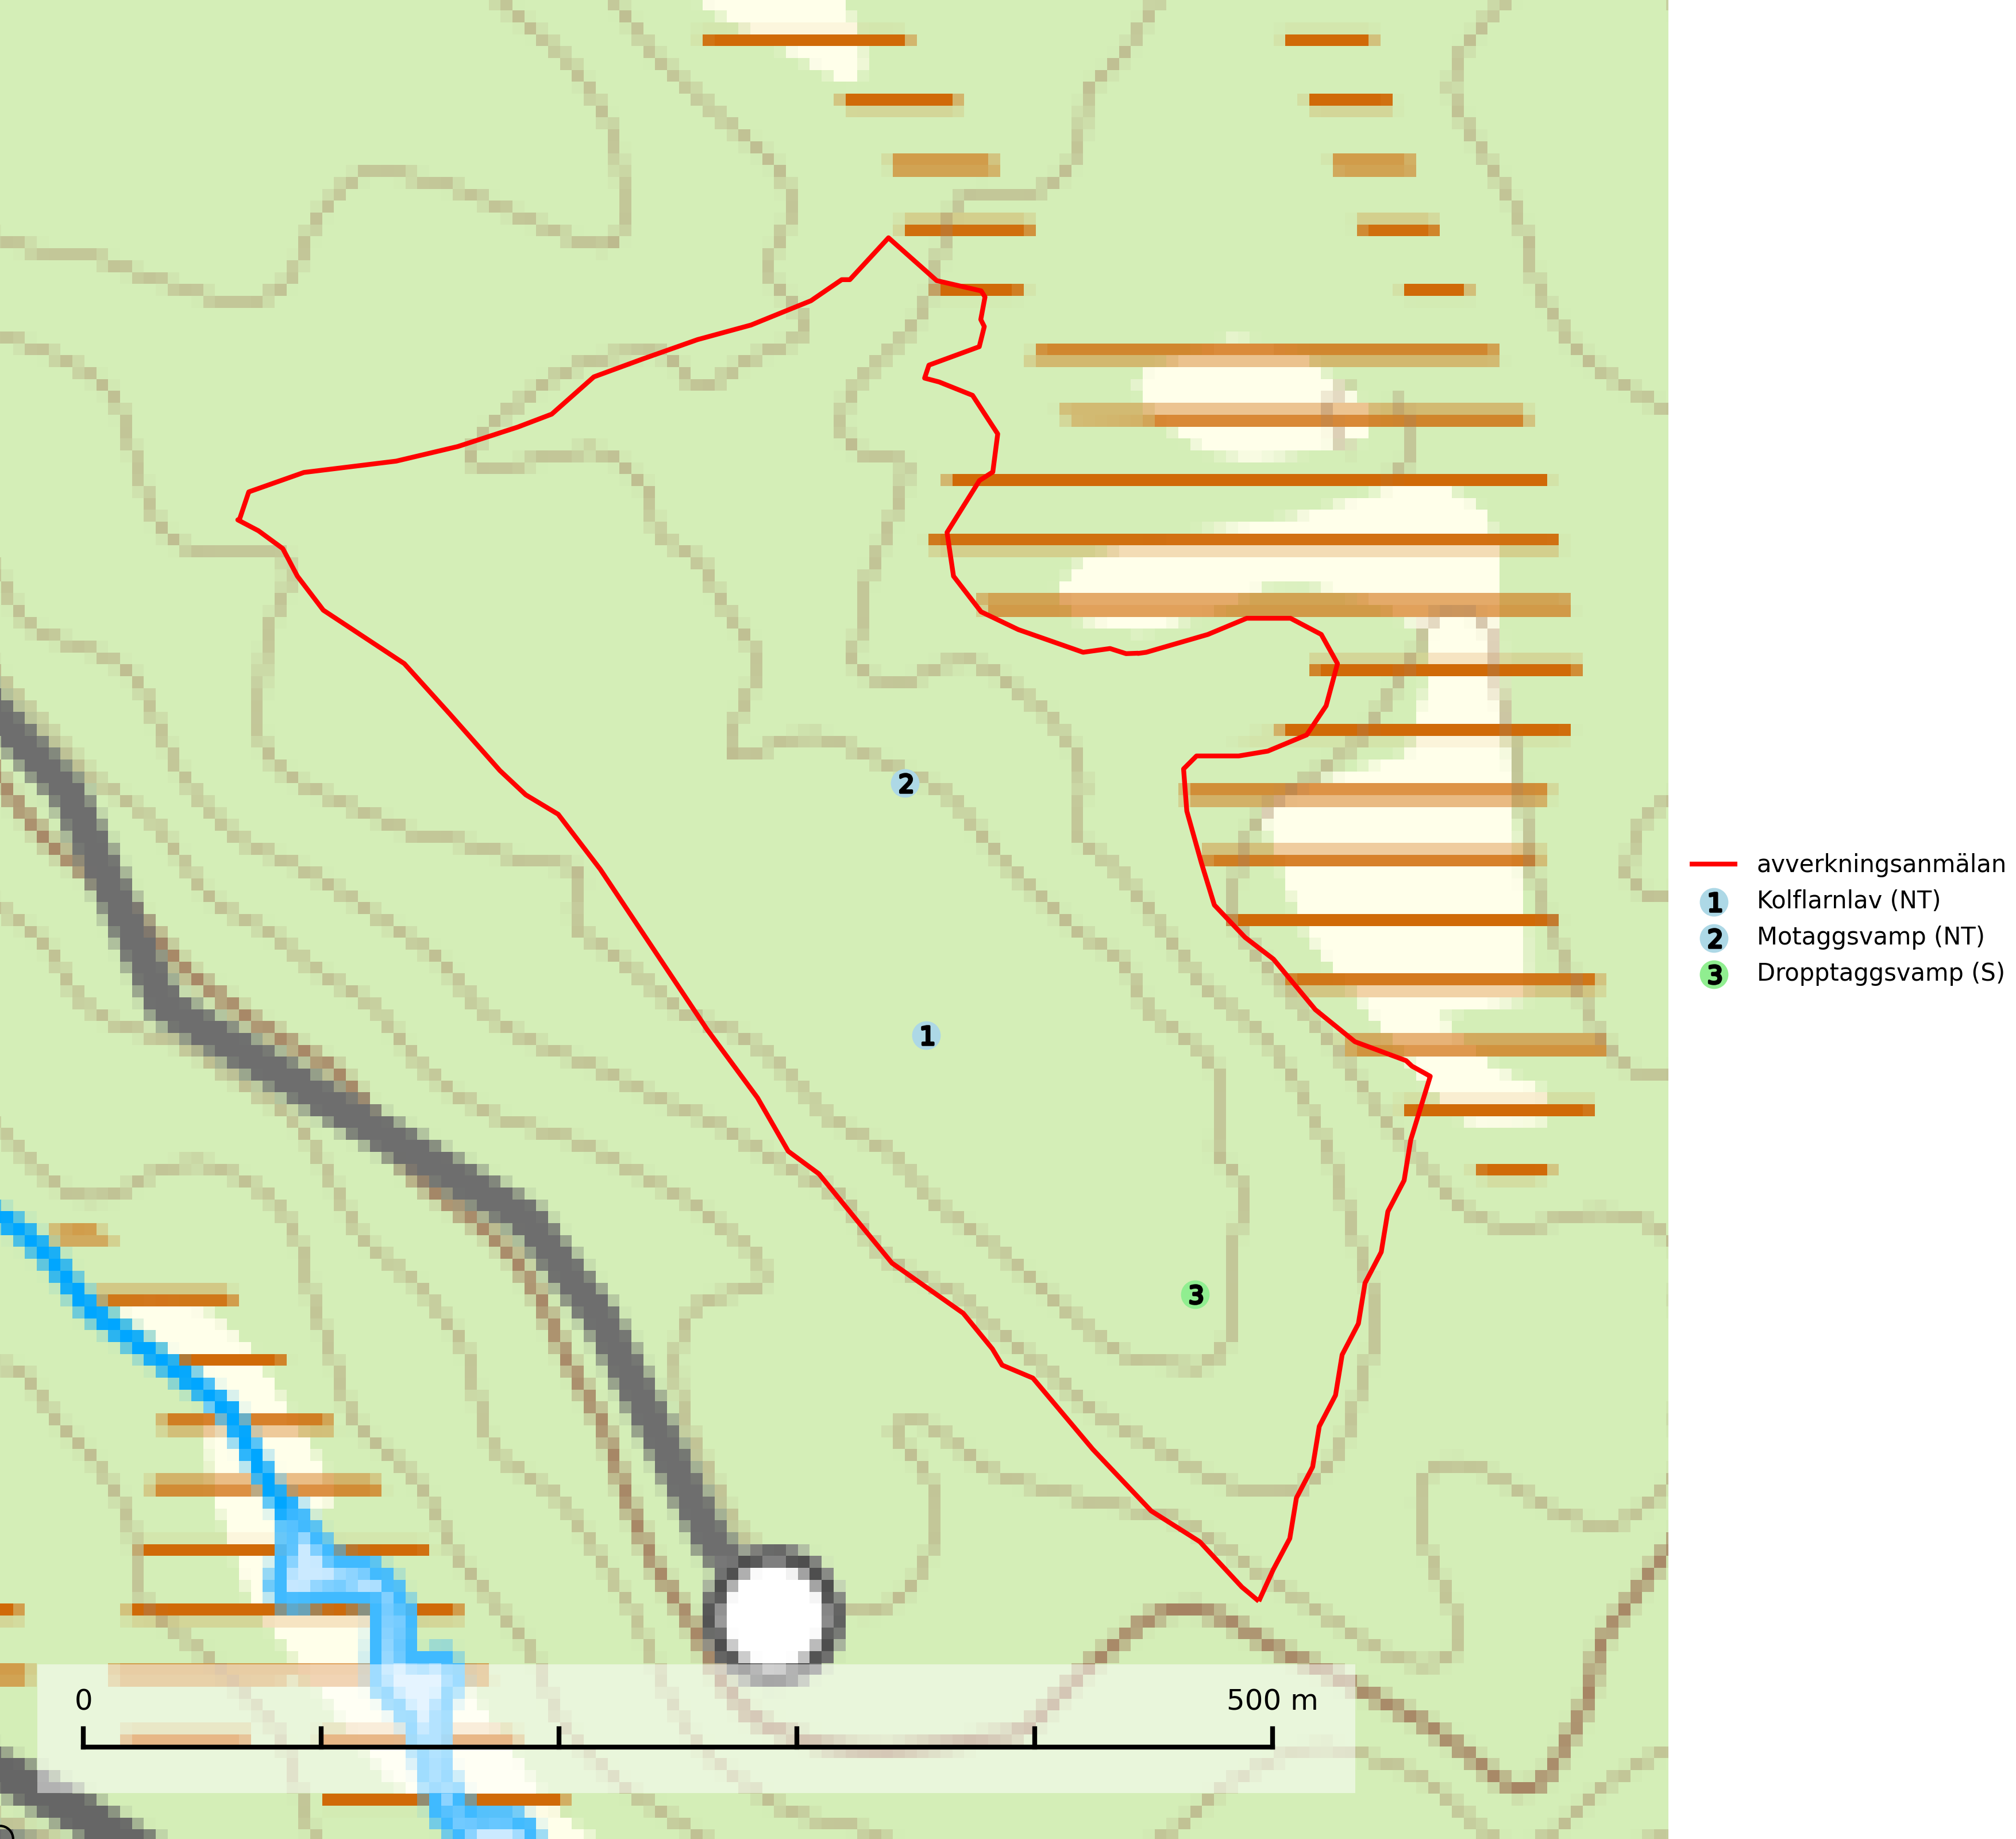 2
1
3
avverkningsanmälan
1 Kolflarnlav (NT)
2 Motaggsvamp (NT)
3 Dropptaggsvamp (S)
0 500 m